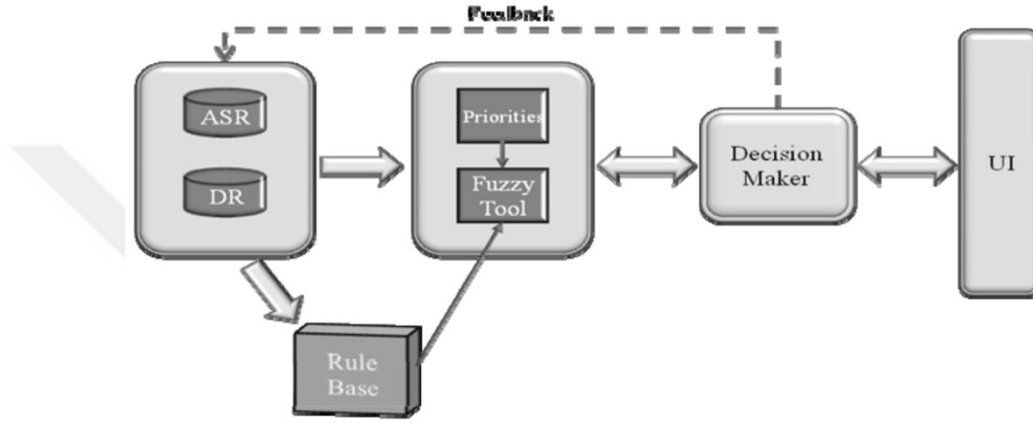 Feedback
ASR
DR
Priorities
Fuzzy
Tool
Decision
Maker
UI
Rule
Base